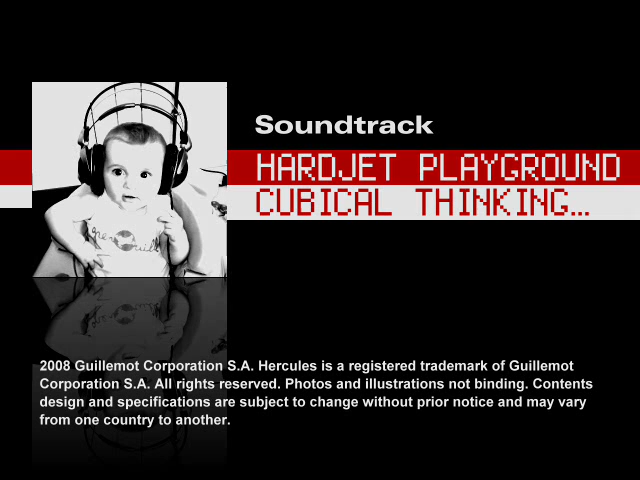 Soundtrack
HARDJET PLAYGROUND
CUBICAL THINKING...
2008 Guillemot Corporation S.A. Hercules is a registered trademark of Guillemot
Corporation S.A. All rights reserved. Photos and illustrations not binding. Contents
design and specifications are subject to change without prior notice and may vary
from one country to another.